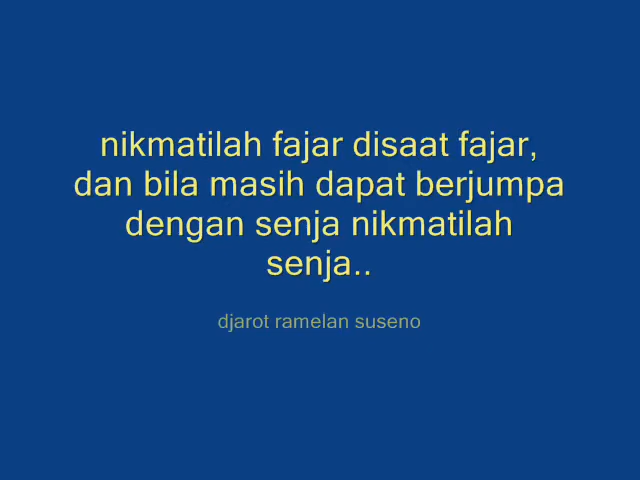 nikmatilah fajar disaat fajar,
dan bila masih dapat berjumpa
dengan senja nikmatilah
senja..
djarot ramelan suseno